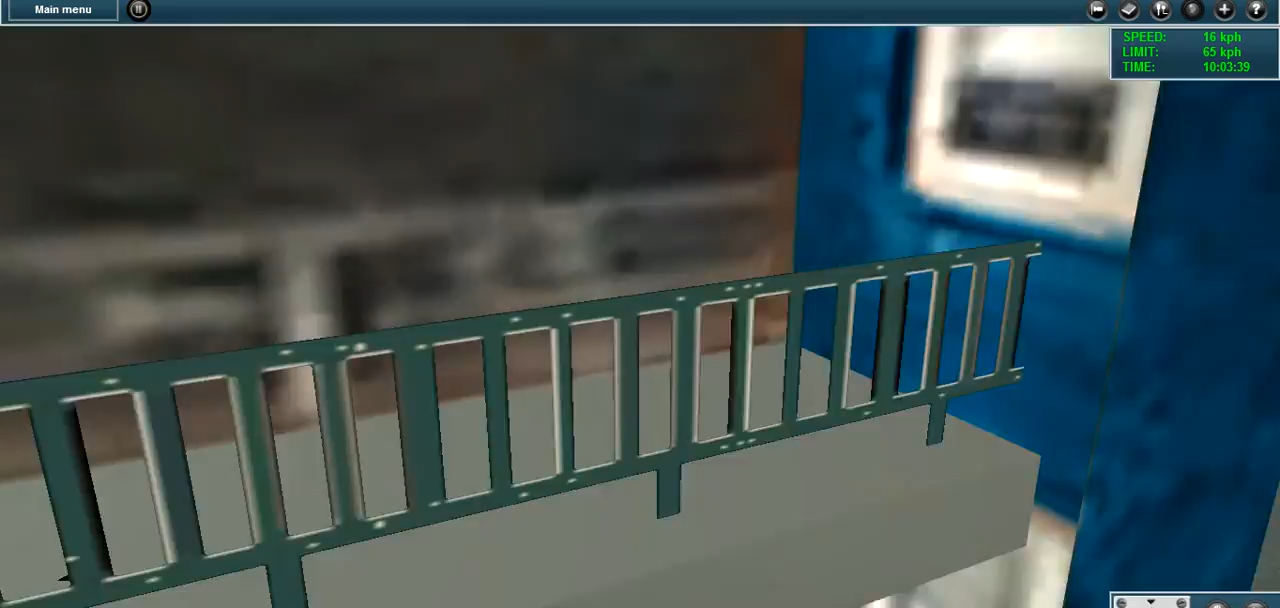 Main menu
SPEED: 16 kph
LIMIT: 65 kph
TIME: 10:03:39
?